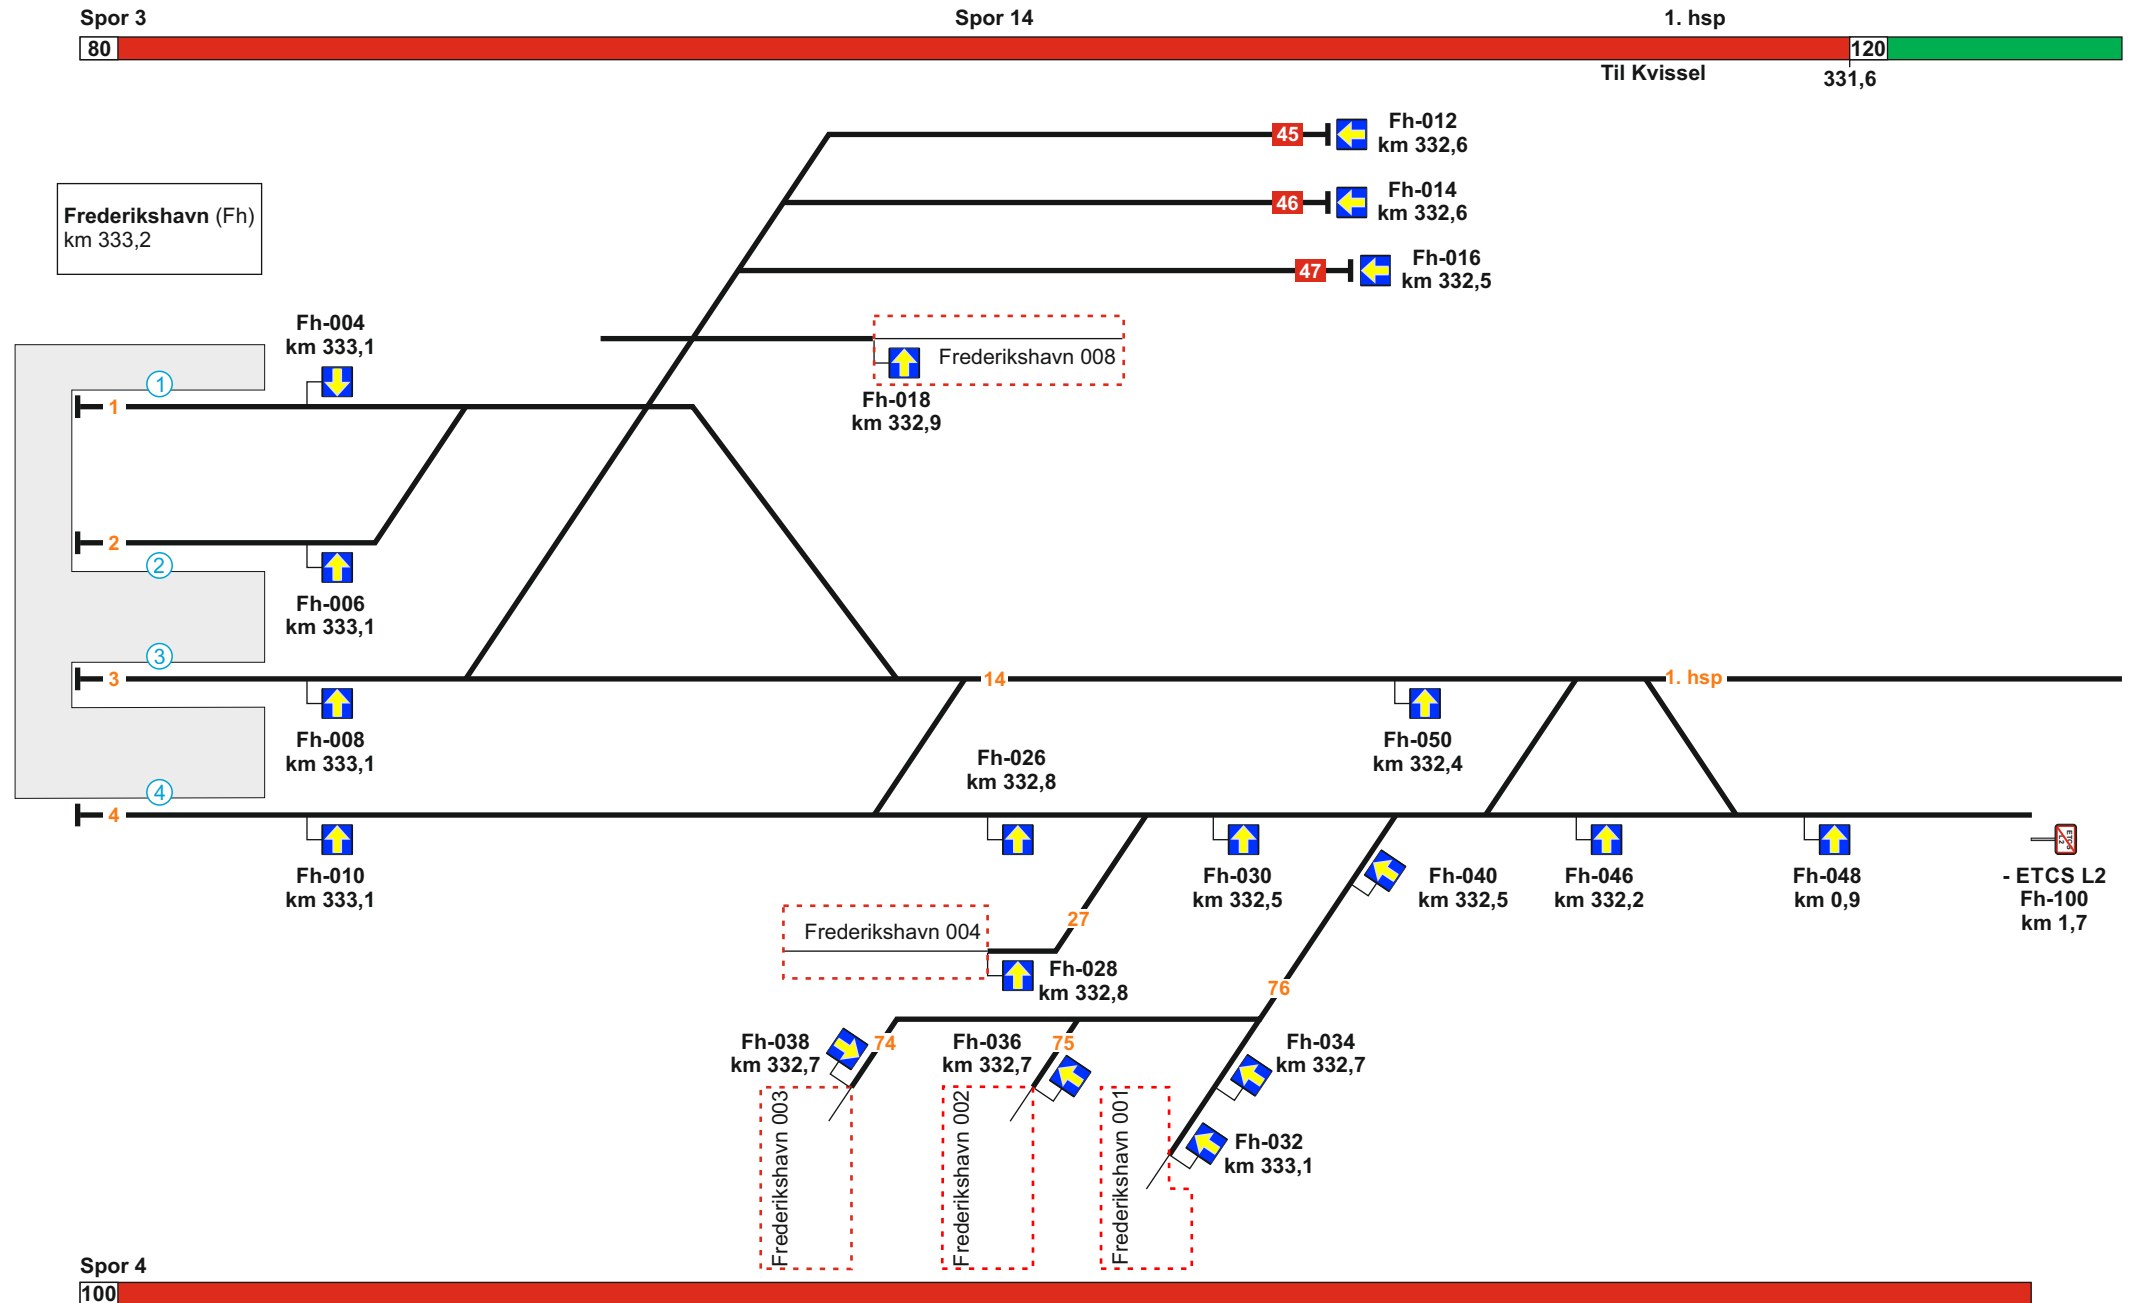 Spor 3
Spor 14
1. hsp
80
120
Til Kvissel
331,6
Fh-012
km 332,6
45
Fh-014
km 332,6
46
Frederikshavn (Fh)
km 333,2
Fh-016
km 332,5
47
Fh-004
km 333,1
Frederikshavn 008
Fh-018
km 332,9
1
1
2
2
Fh-006
km 333,1
3
3
14
1. hsp
Fh-008
km 333,1
Fh-050
km 332,4
Fh-026
km 332,8
4
4
Fh-010
km 333,1
Fh-030
km 332,5
Fh-040
km 332,5
Fh-046
km 332,2
Fh-048
km 0,9
ETCS
L2
- ETCS L2
Fh-100
km 1,7
27
Frederikshavn 004
Fh-028
km 332,8
76
Fh-038
km 332,7
74
Fh-036
km 332,7
75
Fh-034
km 332,7
Frederikshavn 003
Frederikshavn 002
Frederikshavn 001
Fh-032
km 333,1
Spor 4
100